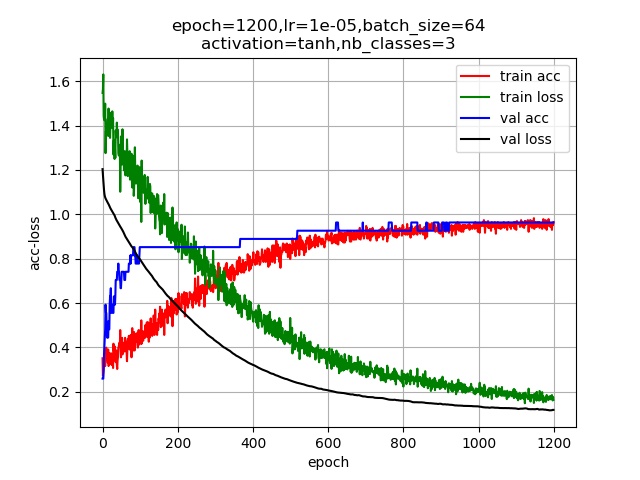 epoch=1200,lr=1e-05,batch_size=64
activation=tanh,nb_classes=3
train acc
train loss
val acc
val loss
1.6
1.4
1.2
1.0
0.8
0.6
0.4
0.2
acc-loss
0 200 400 600 800 1000 1200
epoch